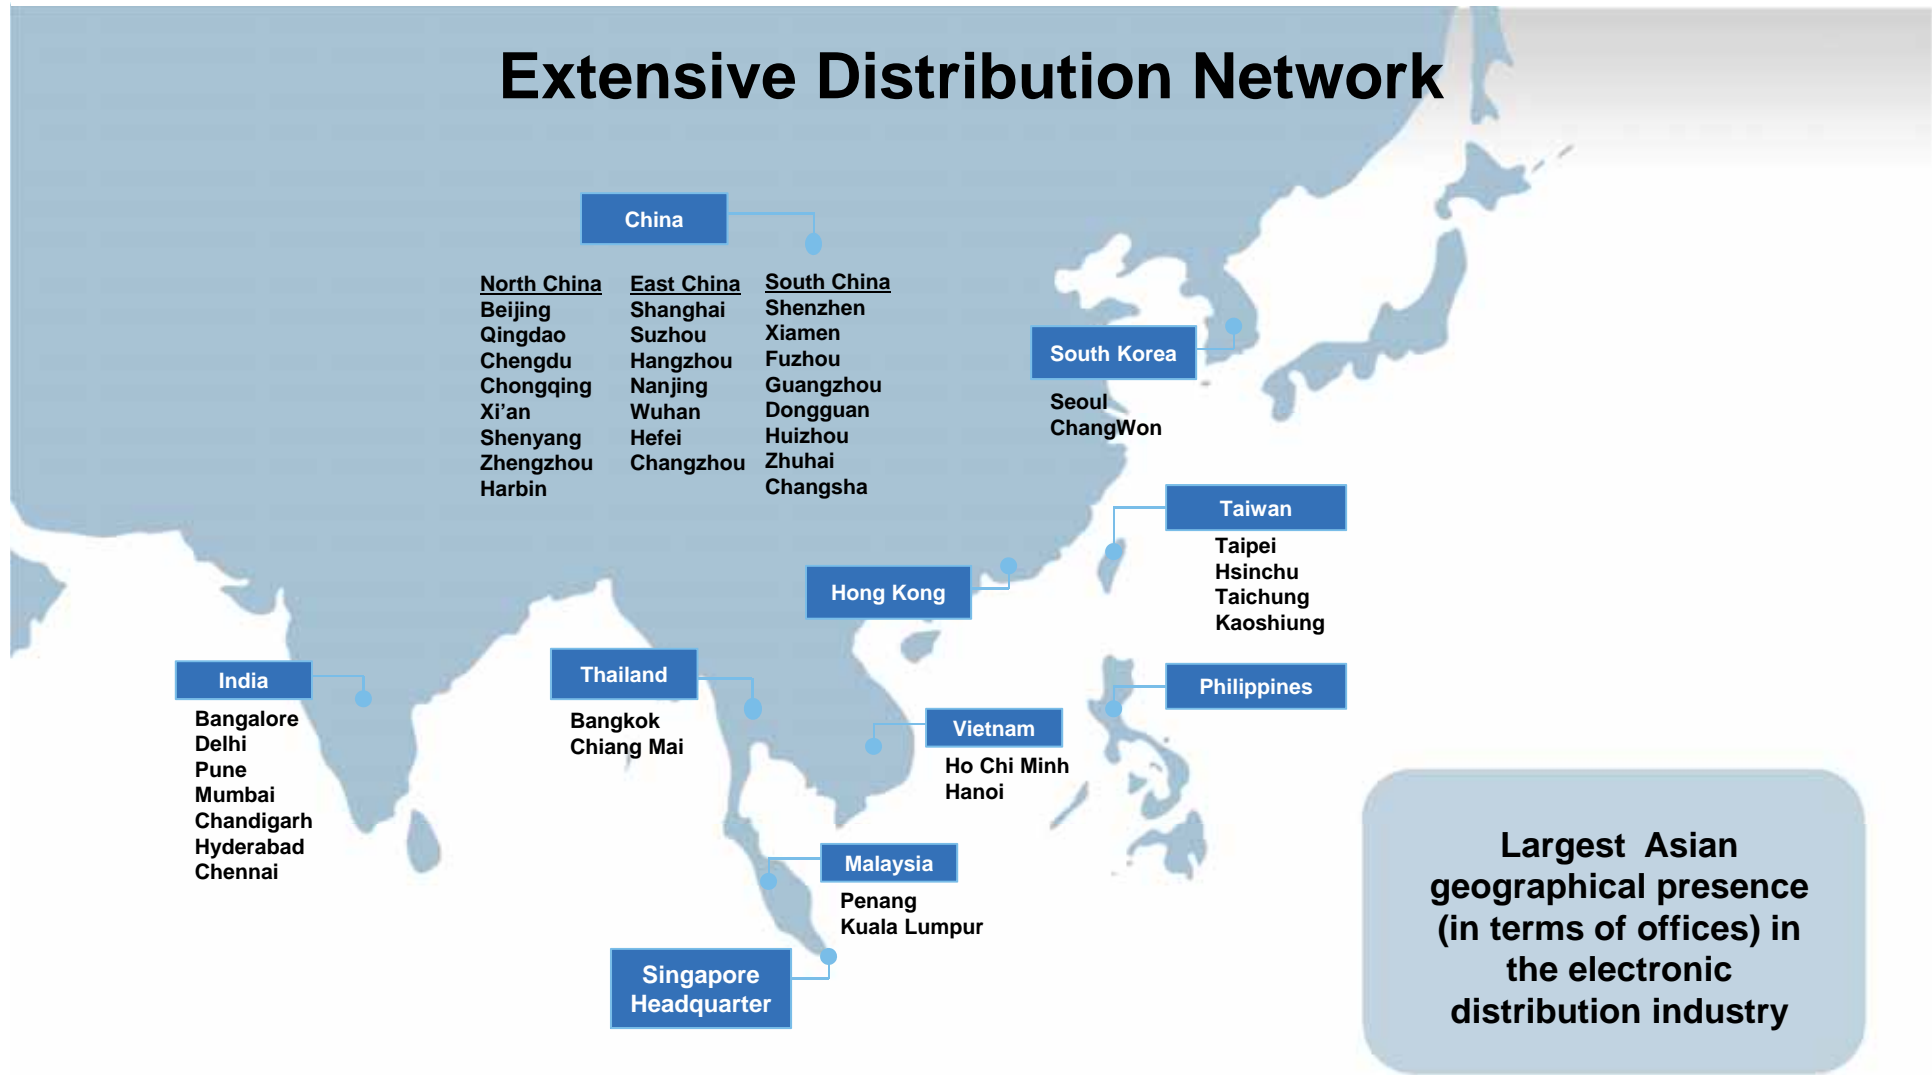 Extensive Distribution Network
China
North China
Beijing
Qingdao
Chengdu
Chongqing
Xi’an
Shenyang
Zhengzhou
Harbin
East China
Shanghai
Suzhou
Hangzhou
Nanjing
Wuhan
Hefei
Changzhou
South China
Shenzhen
Xiamen
Fuzhou
Guangzhou
Dongguan
Huizhou
Zhuhai
Changsha
South Korea
Seoul
ChangWon
Taiwan
Taipei
Hsinchu
Taichung
Kaoshiung
Hong Kong
India
Bangalore
Delhi
Pune
Mumbai
Chandigarh
Hyderabad
Chennai
Thailand
Bangkok
Chiang Mai
Philippines
Vietnam
Ho Chi Minh
Hanoi
Malaysia
Penang
Kuala Lumpur
Singapore
Headquarter
Largest Asian
geographical presence
(in terms of offices) in
the electronic
distribution industry